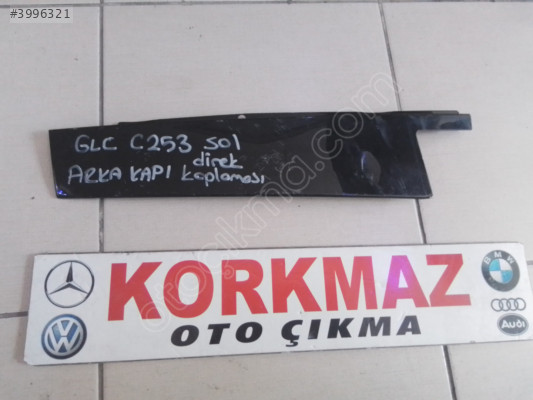 #3996321
GLC C253 sol
direk
ARKA KAPI kaplaması
KORKMAZ
OTO ÇIKMA
BMW
Audi